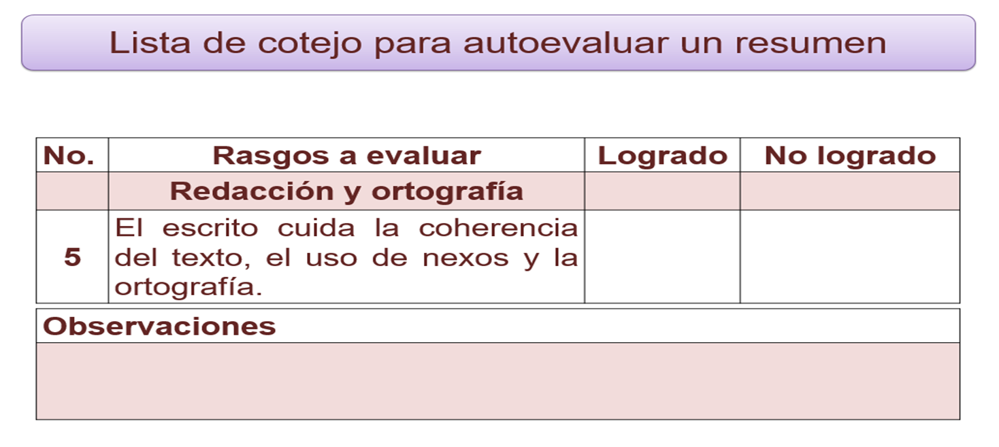 Lista de cotejo para autoevaluar un resumen
No. Rasgos a evaluar Logrado No logrado
Redacción y ortografía
El escrito cuida la coherencia
5 del texto, el uso de nexos y la
ortografía.
Observaciones